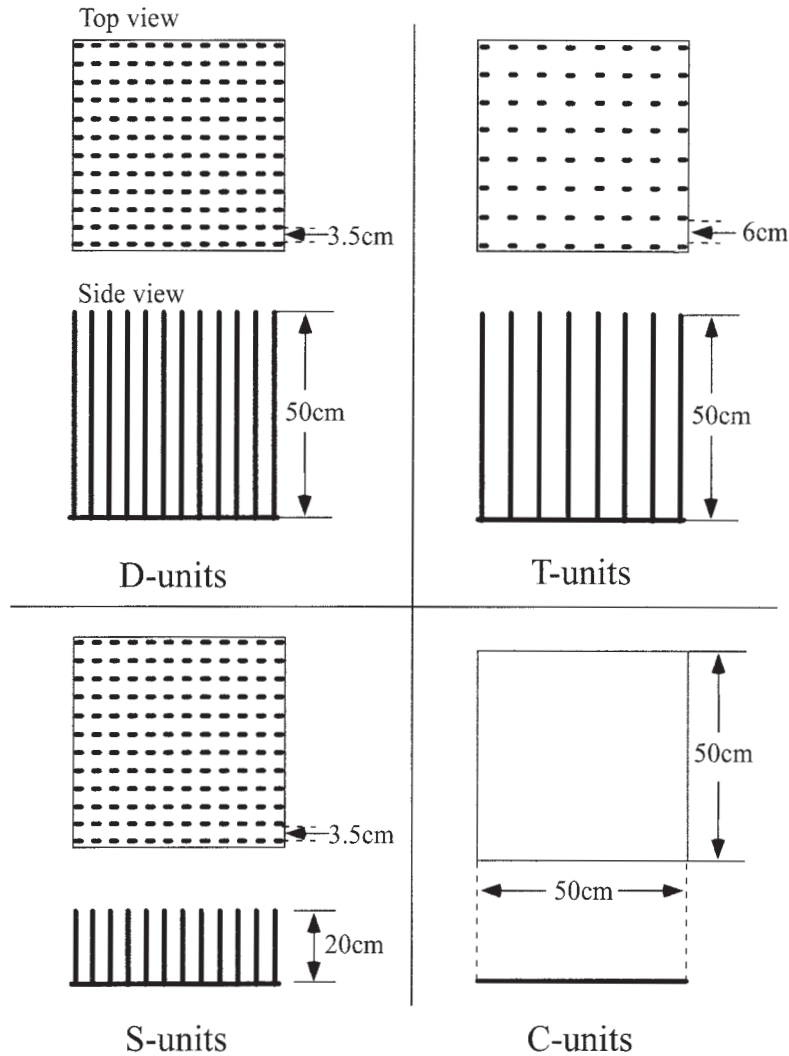 Top view
3.5cm
Side view
50cm
D-units
6cm
50cm
T-units
3.5cm
20cm
S-units
50cm
50cm
C-units